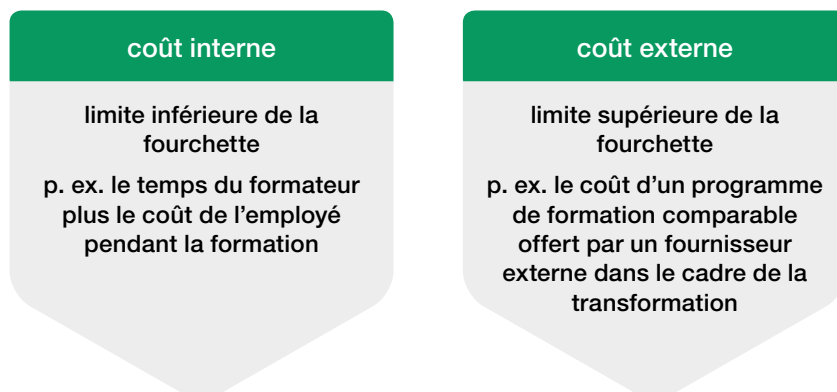 coût interne
limite inférieure de la
fourchette
p. ex. le temps du formateur
plus le coût de l’employé
pendant la formation
coût externe
limite supérieure de la
fourchette
p. ex. le coût d’un programme
de formation comparable
offert par un fournisseur
externe dans le cadre de la
transformation